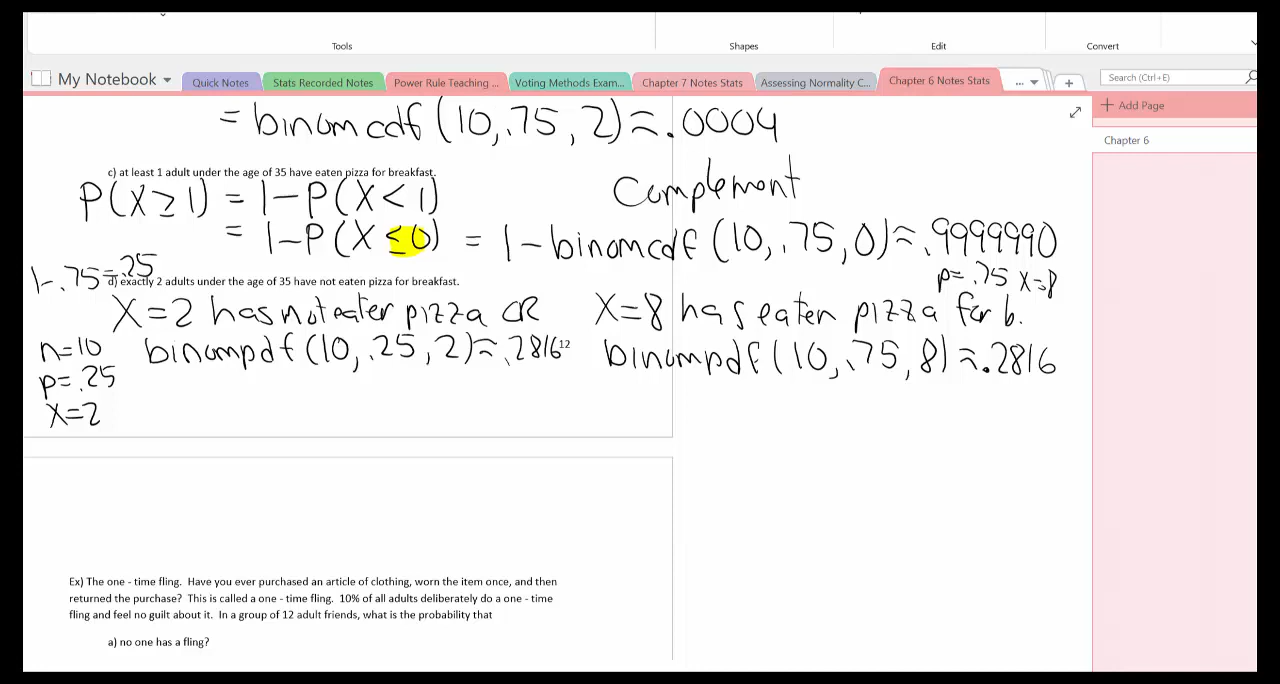 Tools
Shapes
Edit
Convert
My Notebook
Quick Notes
Stats Recorded Notes
Power Rule Teaching ...
Voting Methods Exam...
Chapter 7 Notes Stats
Assessing Normality C...
Chapter 6 Notes Stats
...
Search (Ctrl+E)
Add Page
Chapter 6
= binomcdf(10, .75, 2) ≈ .0004
c) at least 1 adult under the age of 35 have eaten pizza for breakfast.
Complement
P(X ≥ 1) = 1 - P(X < 1)
= 1 - P(X ≤ 0) = 1 - binomcdf(10, .75, 0) ≈ .9999990
1 - .75 = .25
p = .75 x = 8
d) exactly 2 adults under the age of 35 have not eaten pizza for breakfast.
X = 2 has not eaten pizza OR X = 8 has eaten pizza for b.
n = 10
p = .25
x = 2
binompdf(10, .25, 2) ≈ .2816
12
binompdf(10, .75, 8) ≈ .2816
Ex) The one - time fling. Have you ever purchased an article of clothing, worn the item once, and then
returned the purchase? This is called a one - time fling. 10% of all adults deliberately do a one - time
fling and feel no guilt about it. In a group of 12 adult friends, what is the probability that
a) no one has a fling?